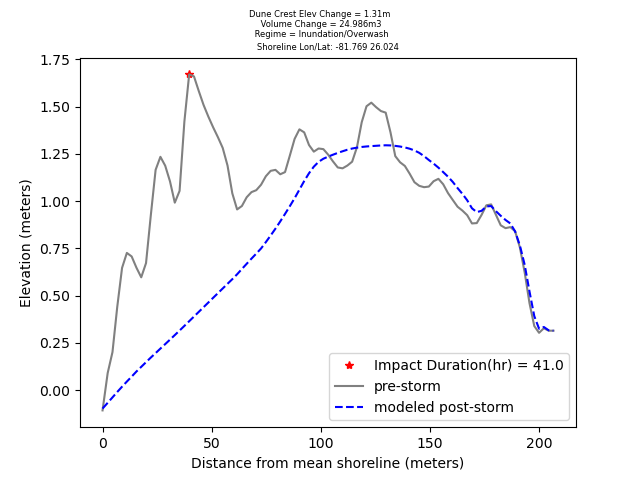 Dune Crest Elev Change = 1.31m
Volume Change = 24.986m3
Regime = Inundation/Overwash
Shoreline Lon/Lat: -81.769 26.024
1.75
1.50
1.25
1.00
0.75
0.50
0.25
0.00
Elevation (meters)
Impact Duration(hr) = 41.0
pre-storm
modeled post-storm
0 50 100 150 200
Distance from mean shoreline (meters)